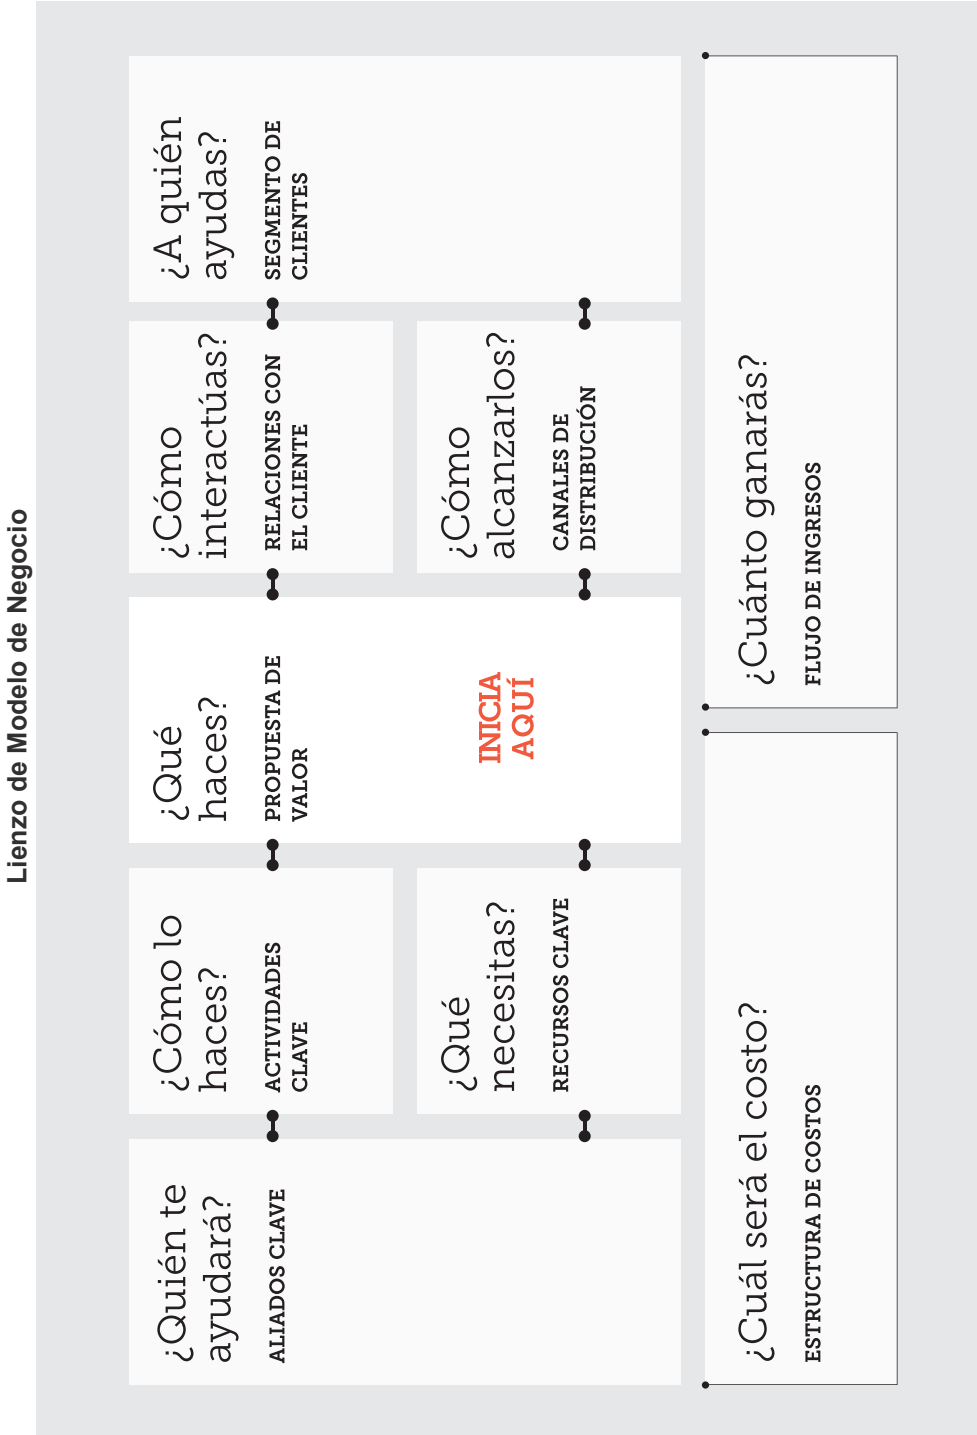 Lienzo de Modelo de Negocio
¿Quién te
ayudará?
ALIADOS CLAVE
¿Cómo lo
haces?
ACTIVIDADES
CLAVE
¿Qué
necesitas?
RECURSOS CLAVE
¿Qué
haces?
PROPUESTA DE
VALOR
INICIA
AQUÍ
¿Cómo
interactúas?
RELACIONES CON
EL CLIENTE
¿Cómo
alcanzarlos?
CANALES DE
DISTRIBUCIÓN
¿A quién
ayudas?
SEGMENTO DE
CLIENTES
¿Cuál será el costo?
ESTRUCTURA DE COSTOS
¿Cuánto ganarás?
FLUJO DE INGRESOS